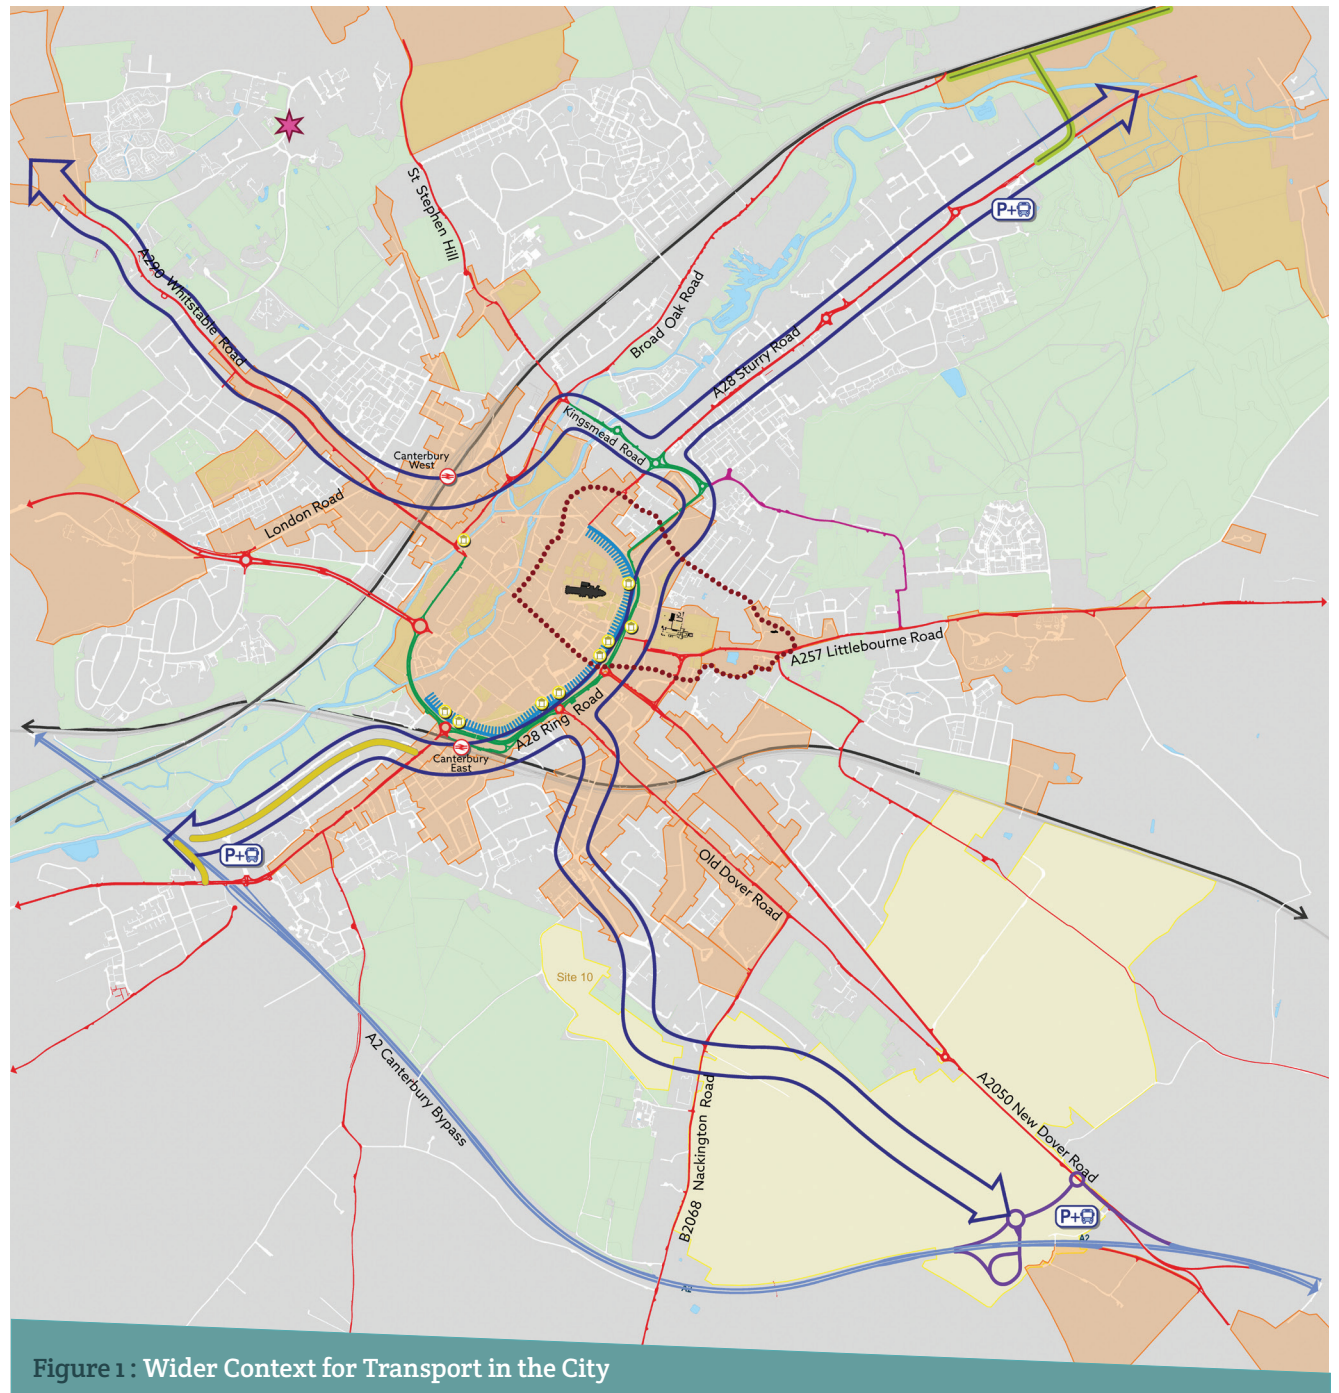 St. Stephen Hill
P+
A290 Whitstable Road
Broad Oak Road
A28 Sturry Road
Kingsmead Road
Canterbury
West
London Road
A257 Littlebourne Road
A28 Ring Road
Canterbury
East
P+
Old Dover Road
Site 10
A2 Canterbury Bypass
A2050 New Dover Road
B2068 Nackington Road
P+
A2
A2
Figure 1 : Wider Context for Transport in the City